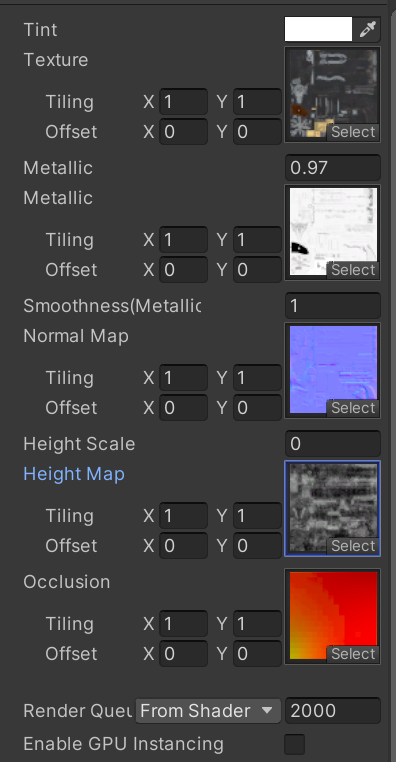 Tint
Texture
Tiling X 1 Y 1
Offset X 0 Y 0
Select
Metallic 0.97
Metallic
Tiling X 1 Y 1
Offset X 0 Y 0
Select
Smoothness(Metallic 1
Normal Map
Tiling X 1 Y 1
Offset X 0 Y 0
Select
Height Scale 0
Height Map
Tiling X 1 Y 1
Offset X 0 Y 0
Select
Occlusion
Tiling X 1 Y 1
Offset X 0 Y 0
Select
Render Queu From Shader 2000
Enable GPU Instancing